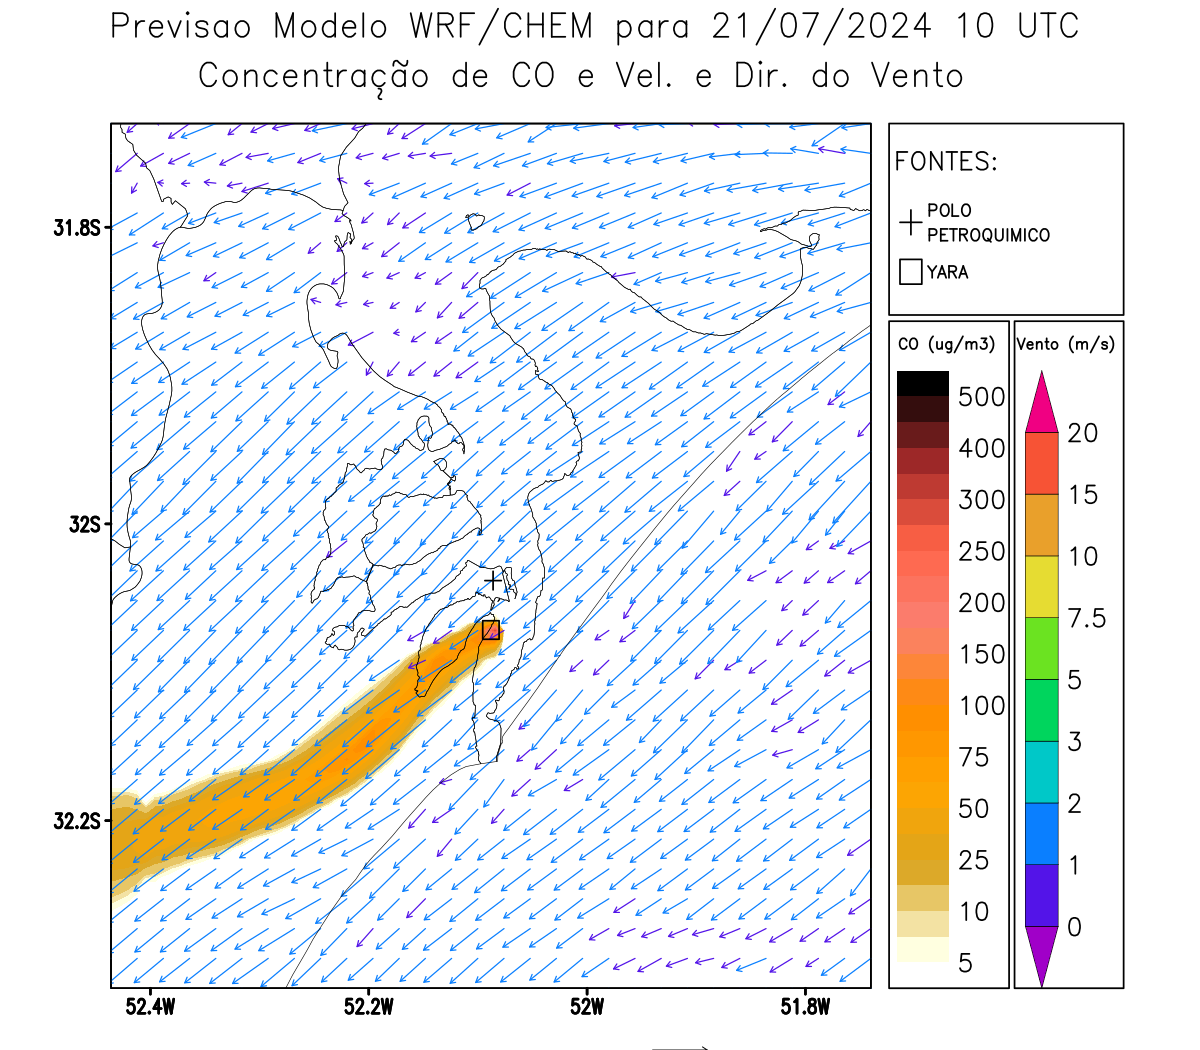 Previsao Modelo WRF/CHEM para 21/07/2024 10 UTC
Concentração de CO e Vel. e Dir. do Vento
FONTES:
POLO
PETROQUIMICO
YARA
CO (ug/m3)
500
400
300
250
200
150
100
75
50
25
10
5
Vento (m/s)
20
15
10
7.5
5
3
2
1
0
31.8S
32S
32.2S
52.4W
52.2W
52W
51.8W